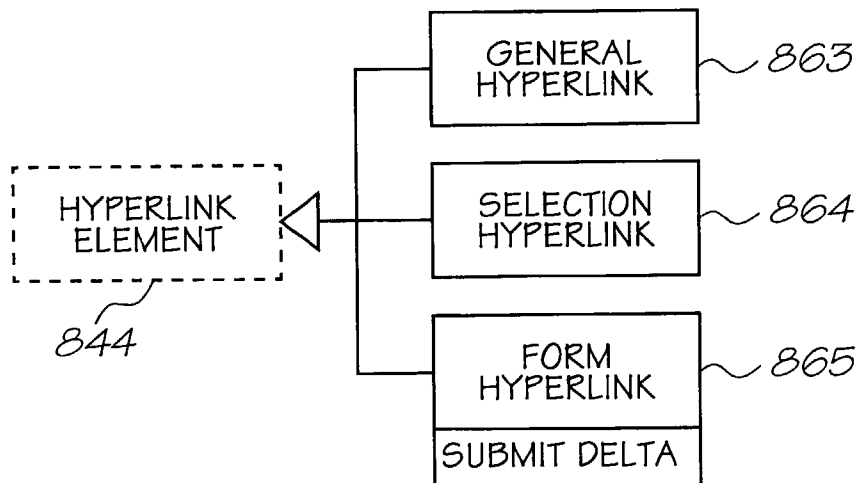 GENERAL
HYPERLINK
863
HYPERLINK
ELEMENT
844
SELECTION
HYPERLINK
864
FORM
HYPERLINK
865
SUBMIT DELTA